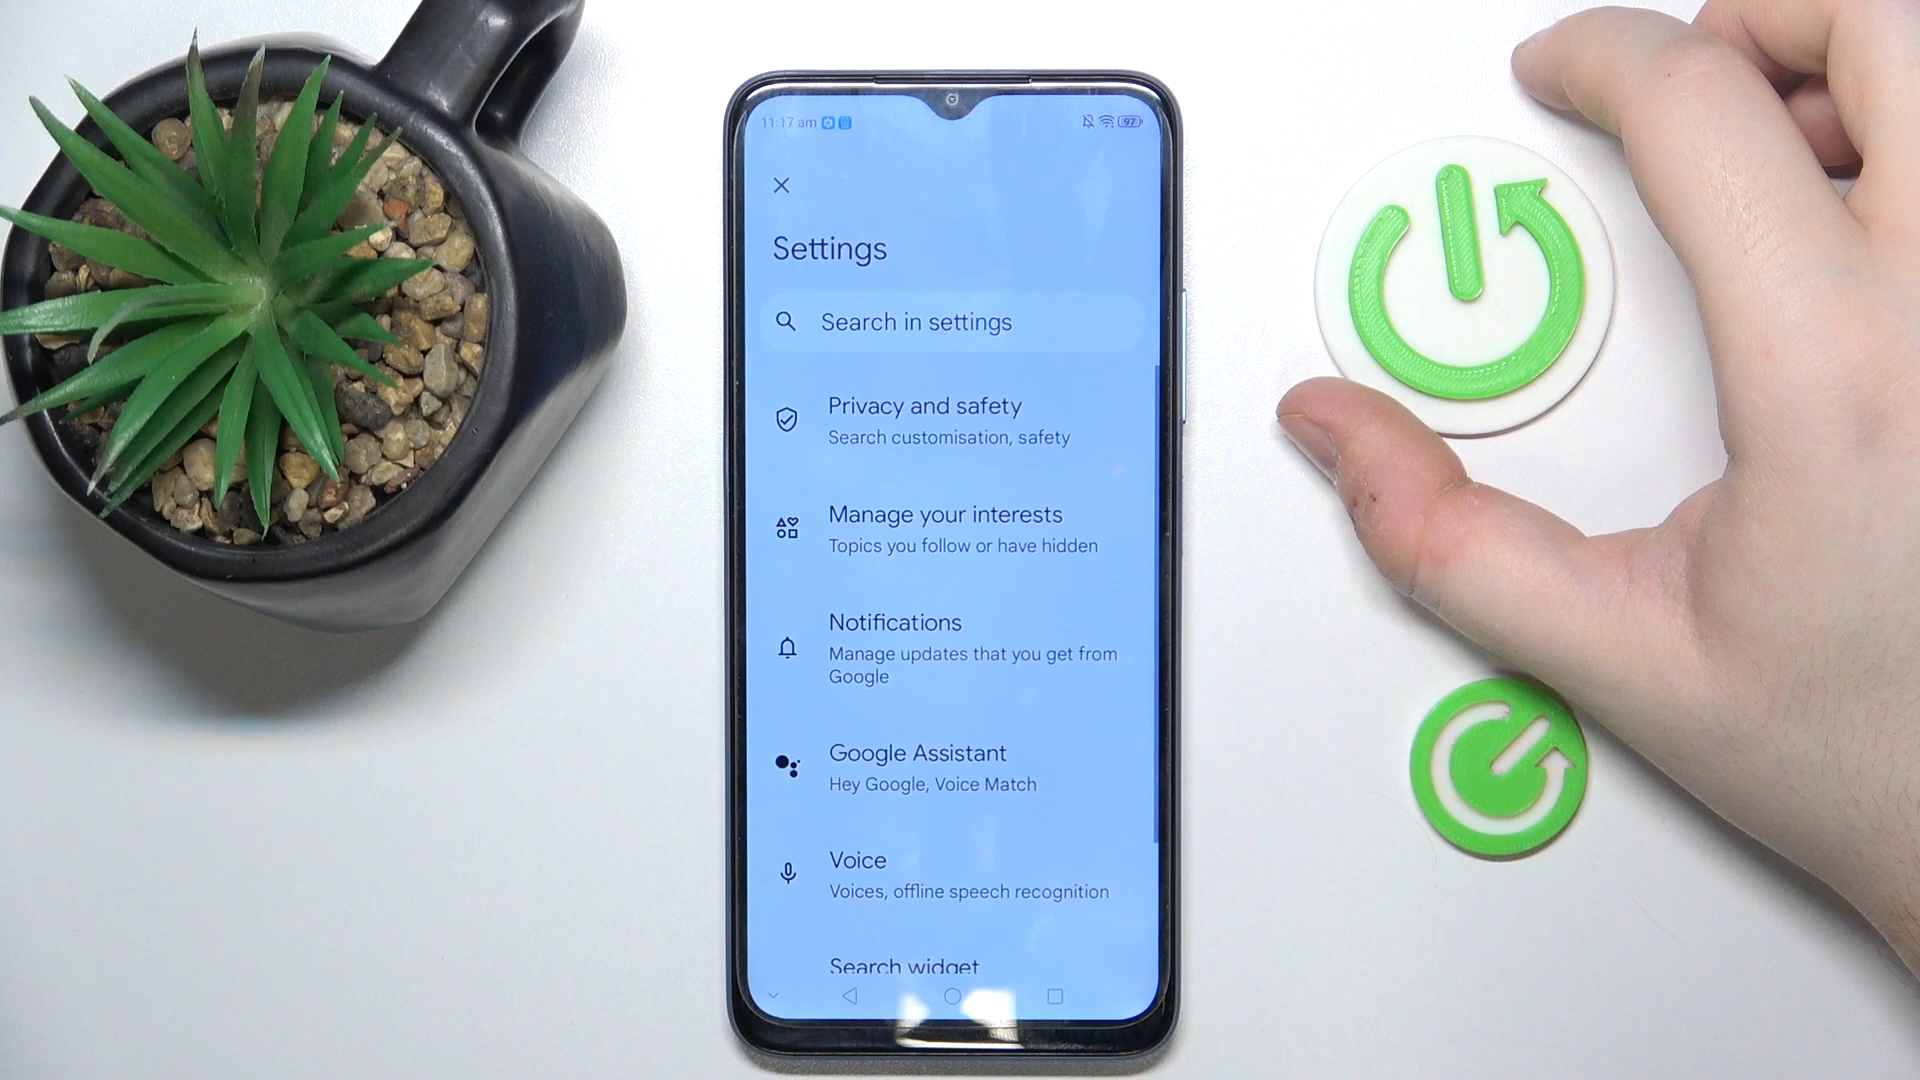 11:17 am
97
Settings
Search in settings
Privacy and safety
Search customisation, safety
Manage your interests
Topics you follow or have hidden
Notifications
Manage updates that you get from
Google
Google Assistant
Hey Google, Voice Match
Voice
Voices, offline speech recognition
Search widget